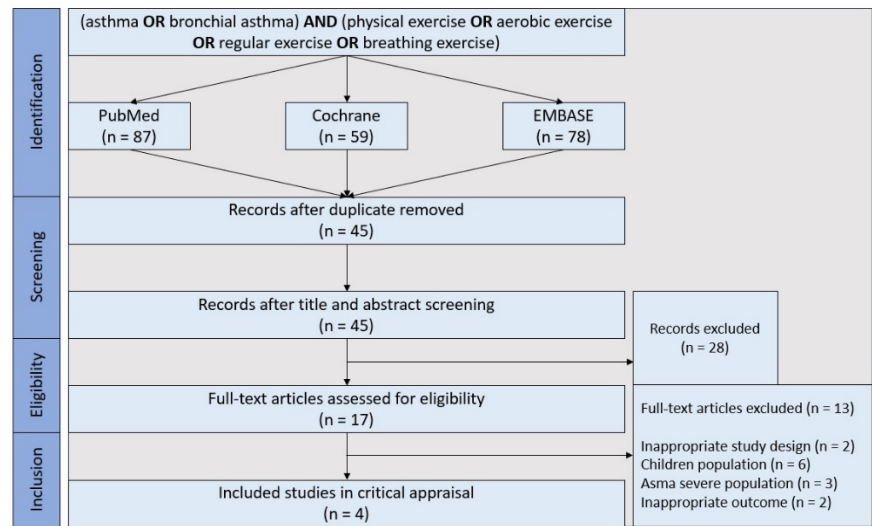 (asthma OR bronchial asthma) AND (physical exercise OR aerobic exercise
OR regular exercise OR breathing exercise)
Identification
PubMed
(n = 87)
Cochrane
(n = 59)
EMBASE
(n = 78)
Screening
Records after duplicate removed
(n = 45)
Records after title and abstract screening
(n = 45)
Records excluded
(n = 28)
Eligibility
Full-text articles assessed for eligibility
(n = 17)
Full-text articles excluded (n = 13)
Inappropriate study design (n = 2)
Children population (n = 6)
Asma severe population (n = 3)
Inappropriate outcome (n = 2)
Inclusion
Included studies in critical appraisal
(n = 4)